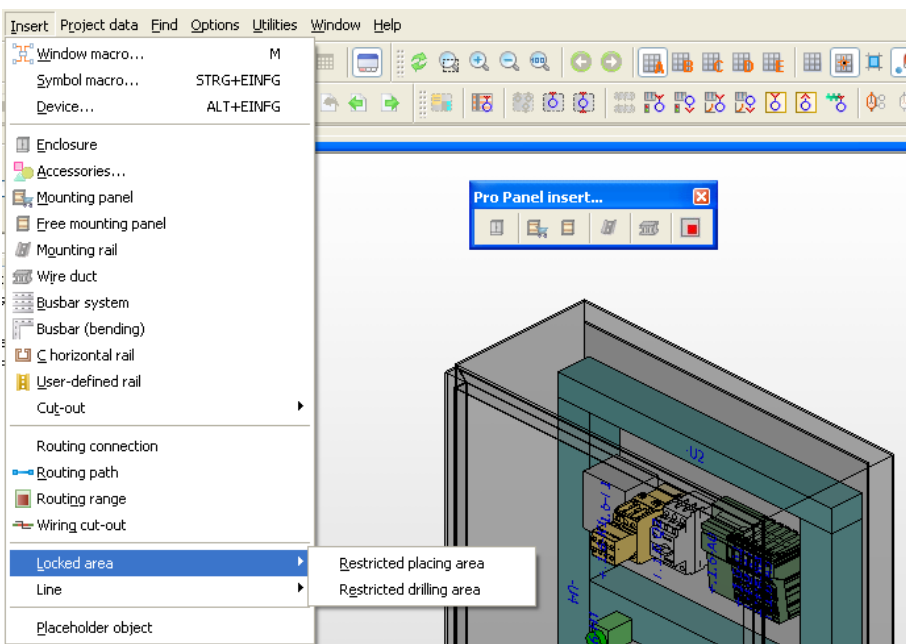 Insert Project data Find Options Utilities Window Help
Window macro... M
Symbol macro... STRG+EINFG
Device... ALT+EINFG
Enclosure
Accessories...
Mounting panel
Free mounting panel
Mounting rail
Wire duct
Busbar system
Busbar (bending)
C horizontal rail
User-defined rail
Cut-out
Routing connection
Routing path
Routing range
Wiring cut-out
Locked area
Restricted placing area
Line
Restricted drilling area
Placeholder object
Pro Panel insert...
A
B
C
D
E
-U2